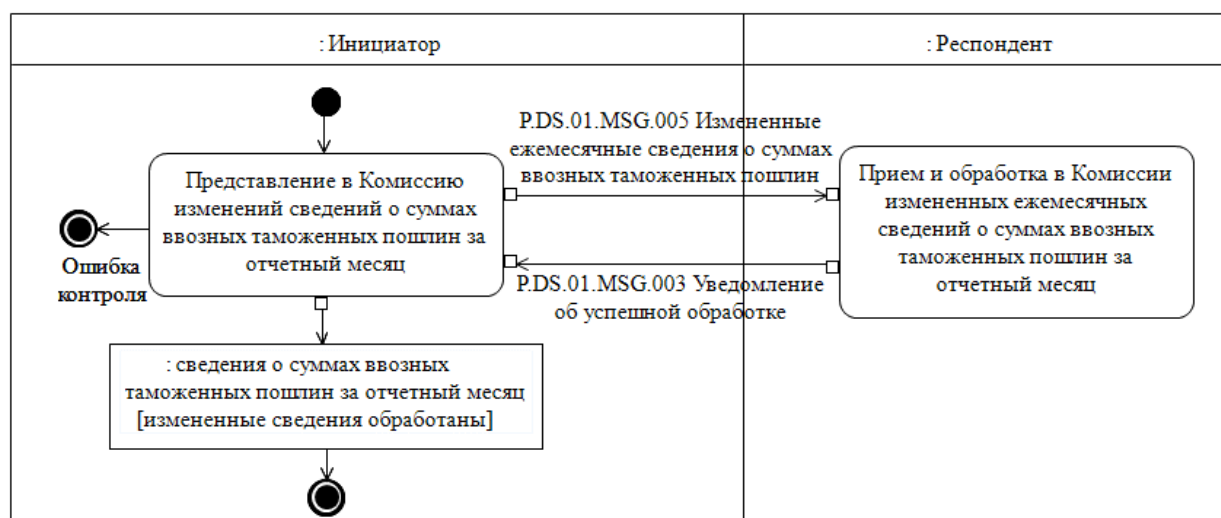 : Инициатор
: Респондент
P.DS.01.MSG.005 Измененные
ежемесячные сведения о суммах
ввозных таможенных пошлин
Представление в Комиссию
изменений сведений о суммах
ввозных таможенных пошлин за
отчетный месяц
Прием и обработка в Комиссии
измененных ежемесячных
сведений о суммах ввозных
таможенных пошлин за
отчетный месяц
Ошибка
контроля
P.DS.01.MSG.003 Уведомление
об успешной обработке
: сведения о суммах ввозных
таможенных пошлин за отчетный месяц
[измененные сведения обработаны]